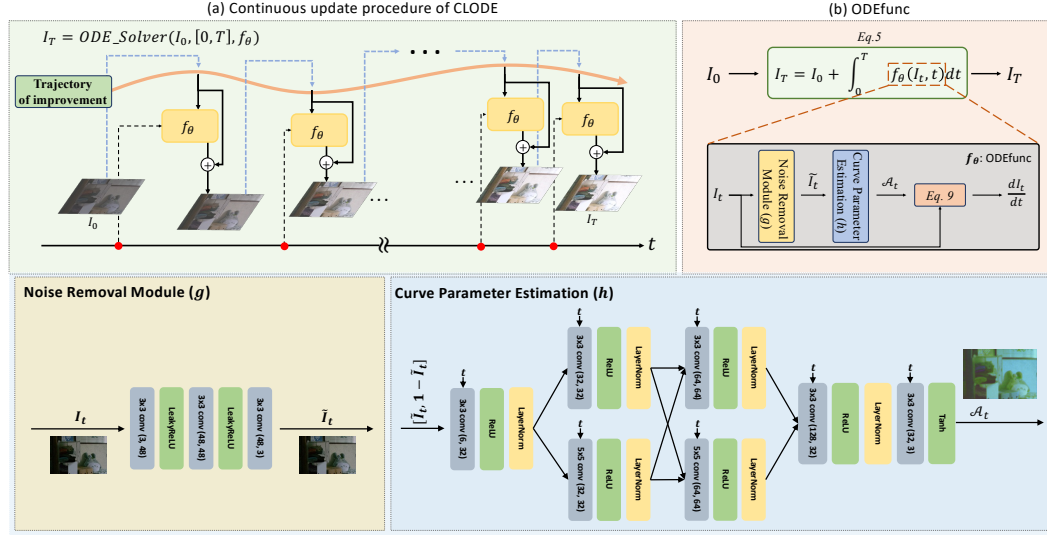 (a) Continuous update procedure of CLODE
I_T = ODE_Solver(I_0, [0, T], f_θ)
...
Trajectory
of improvement
f_θ
f_θ
f_θ
f_θ
+
+
+
+
...
...
I_0
I_T
t
(b) ODEfunc
Eq.5
I_0
I_T = I_0 + ∫_0^T f_θ(I_t, t)dt
I_T
f_θ: ODEfunc
I_t
Noise Removal
Module (g)
Ĩ_t
Curve Parameter
Estimation (h)
𝒜_t
Eq. 9
dI_t
dt
Noise Removal Module (g)
I_t
3x3 conv (3, 48)
LeakyReLU
3x3 conv (48, 48)
LeakyReLU
3x3 conv (48, 3)
Ĩ_t
Curve Parameter Estimation (h)
[Ĩ_t, 1 − Ĩ_t]
t
3x3 conv (6, 32)
ReLU
LayerNorm
t
3x3 conv (32, 32)
ReLU
LayerNorm
t
5x5 conv (32, 32)
ReLU
LayerNorm
t
3x3 conv (64, 64)
ReLU
LayerNorm
t
5x5 conv (64, 64)
ReLU
LayerNorm
t
3x3 conv (128, 32)
ReLU
LayerNorm
t
3x3 conv (32, 3)
Tanh
𝒜_t